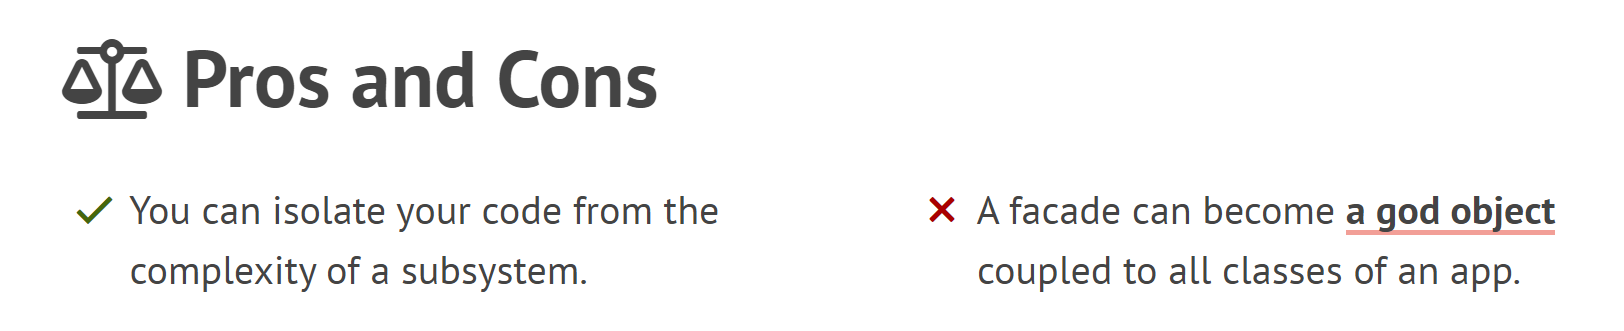 Pros and Cons
You can isolate your code from the
complexity of a subsystem.
A facade can become a god object
coupled to all classes of an app.